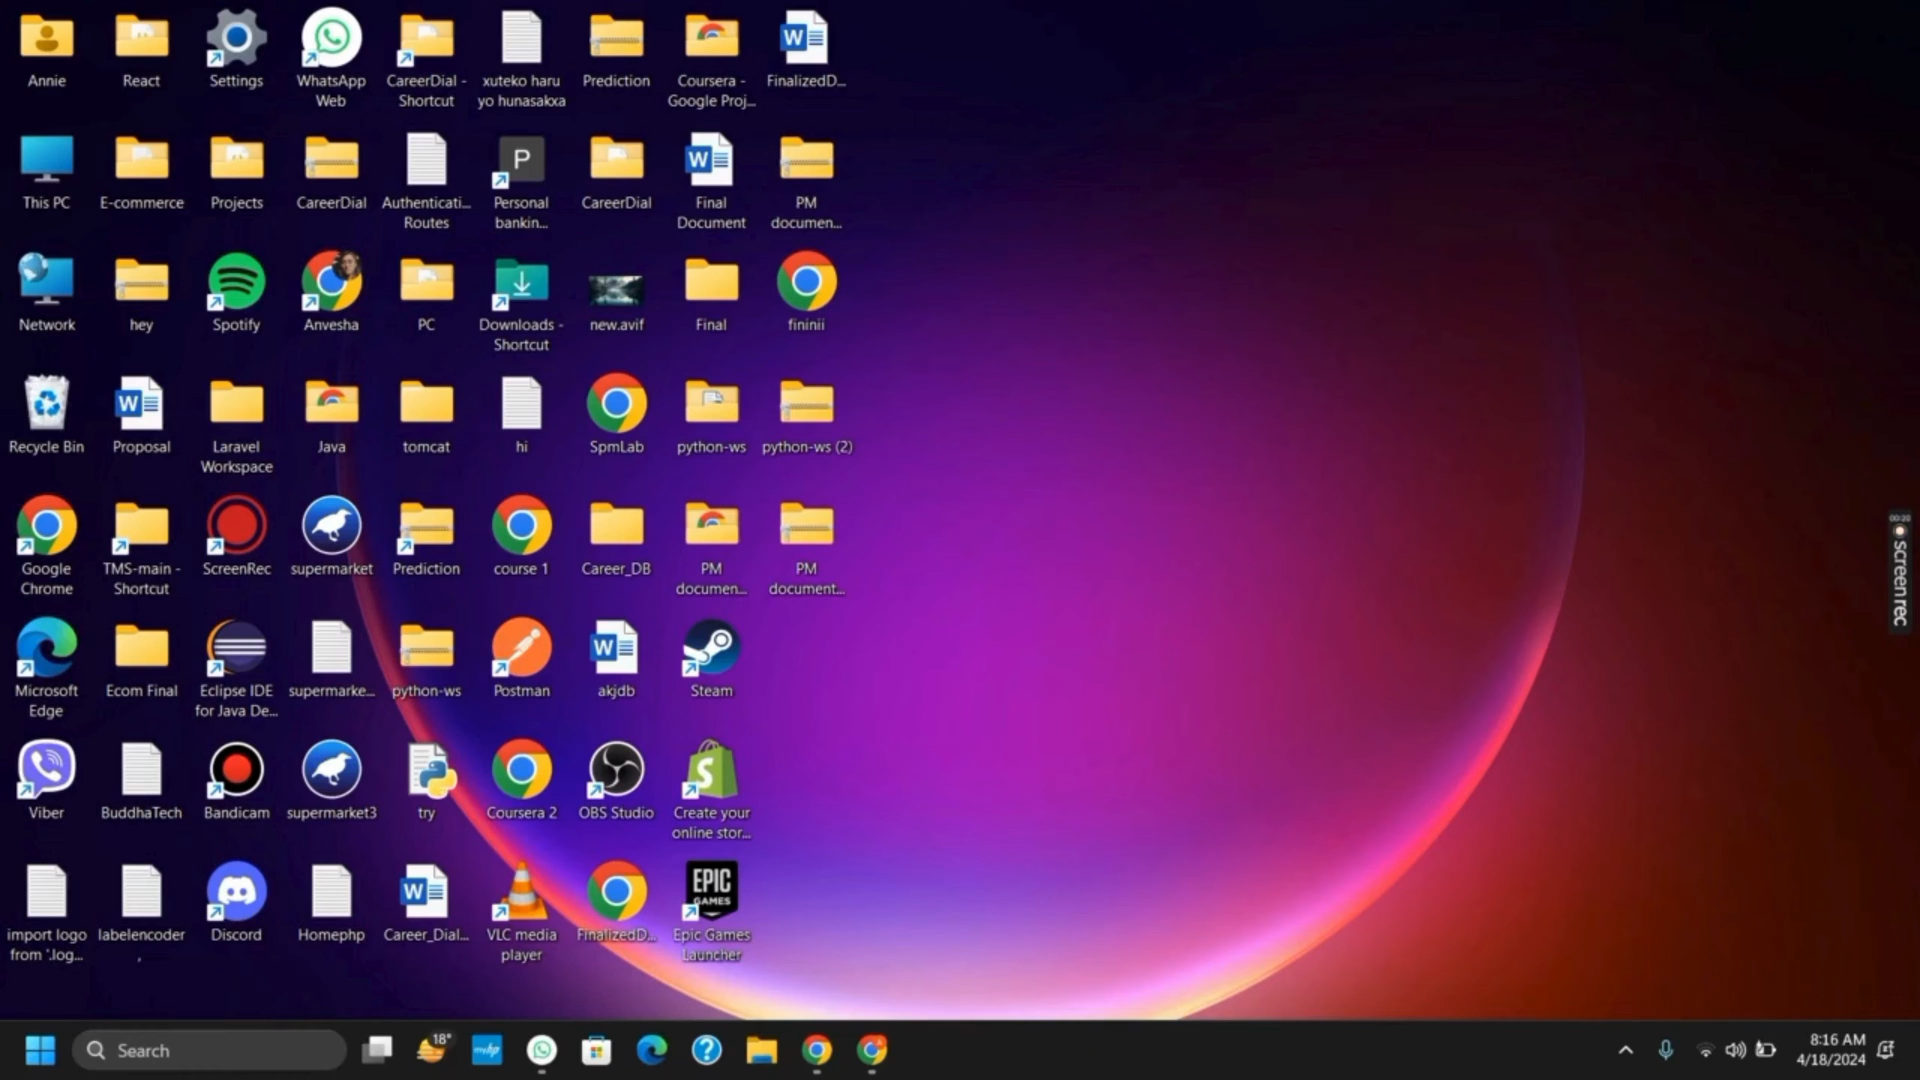 Annie
React
Settings
WhatsApp
Web
CareerDial -
Shortcut
xuteko haru
yo hunasakxa
Prediction
Coursera -
Google Proj...
FinalizedD...
This PC
E-commerce
Projects
CareerDial
Authenticati...
Routes
P
Personal
bankin...
CareerDial
Final
Document
PM
documen...
Network
hey
Spotify
Anvesha
PC
Downloads -
Shortcut
new.avif
Final
fininii
Recycle Bin
Proposal
Laravel
Workspace
Java
tomcat
hi
SpmLab
python-ws
python-ws (2)
Google
Chrome
TMS-main -
Shortcut
ScreenRec
supermarket
Prediction
course 1
Career_DB
PM
documen...
PM
document...
00:20
screenrec
Microsoft
Edge
Ecom Final
Eclipse IDE
for Java De...
supermarke...
python-ws
Postman
akjdb
Steam
Viber
BuddhaTech
Bandicam
supermarket3
try
Coursera 2
OBS Studio
Create your
online stor...
import logo
from '.log...
labelencoder
,
Discord
Homephp
Career_Dial...
VLC media
player
FinalizedD...
EPIC
GAMES
Epic Games
Launcher
Search
18°
myhp
8:16 AM
4/18/2024